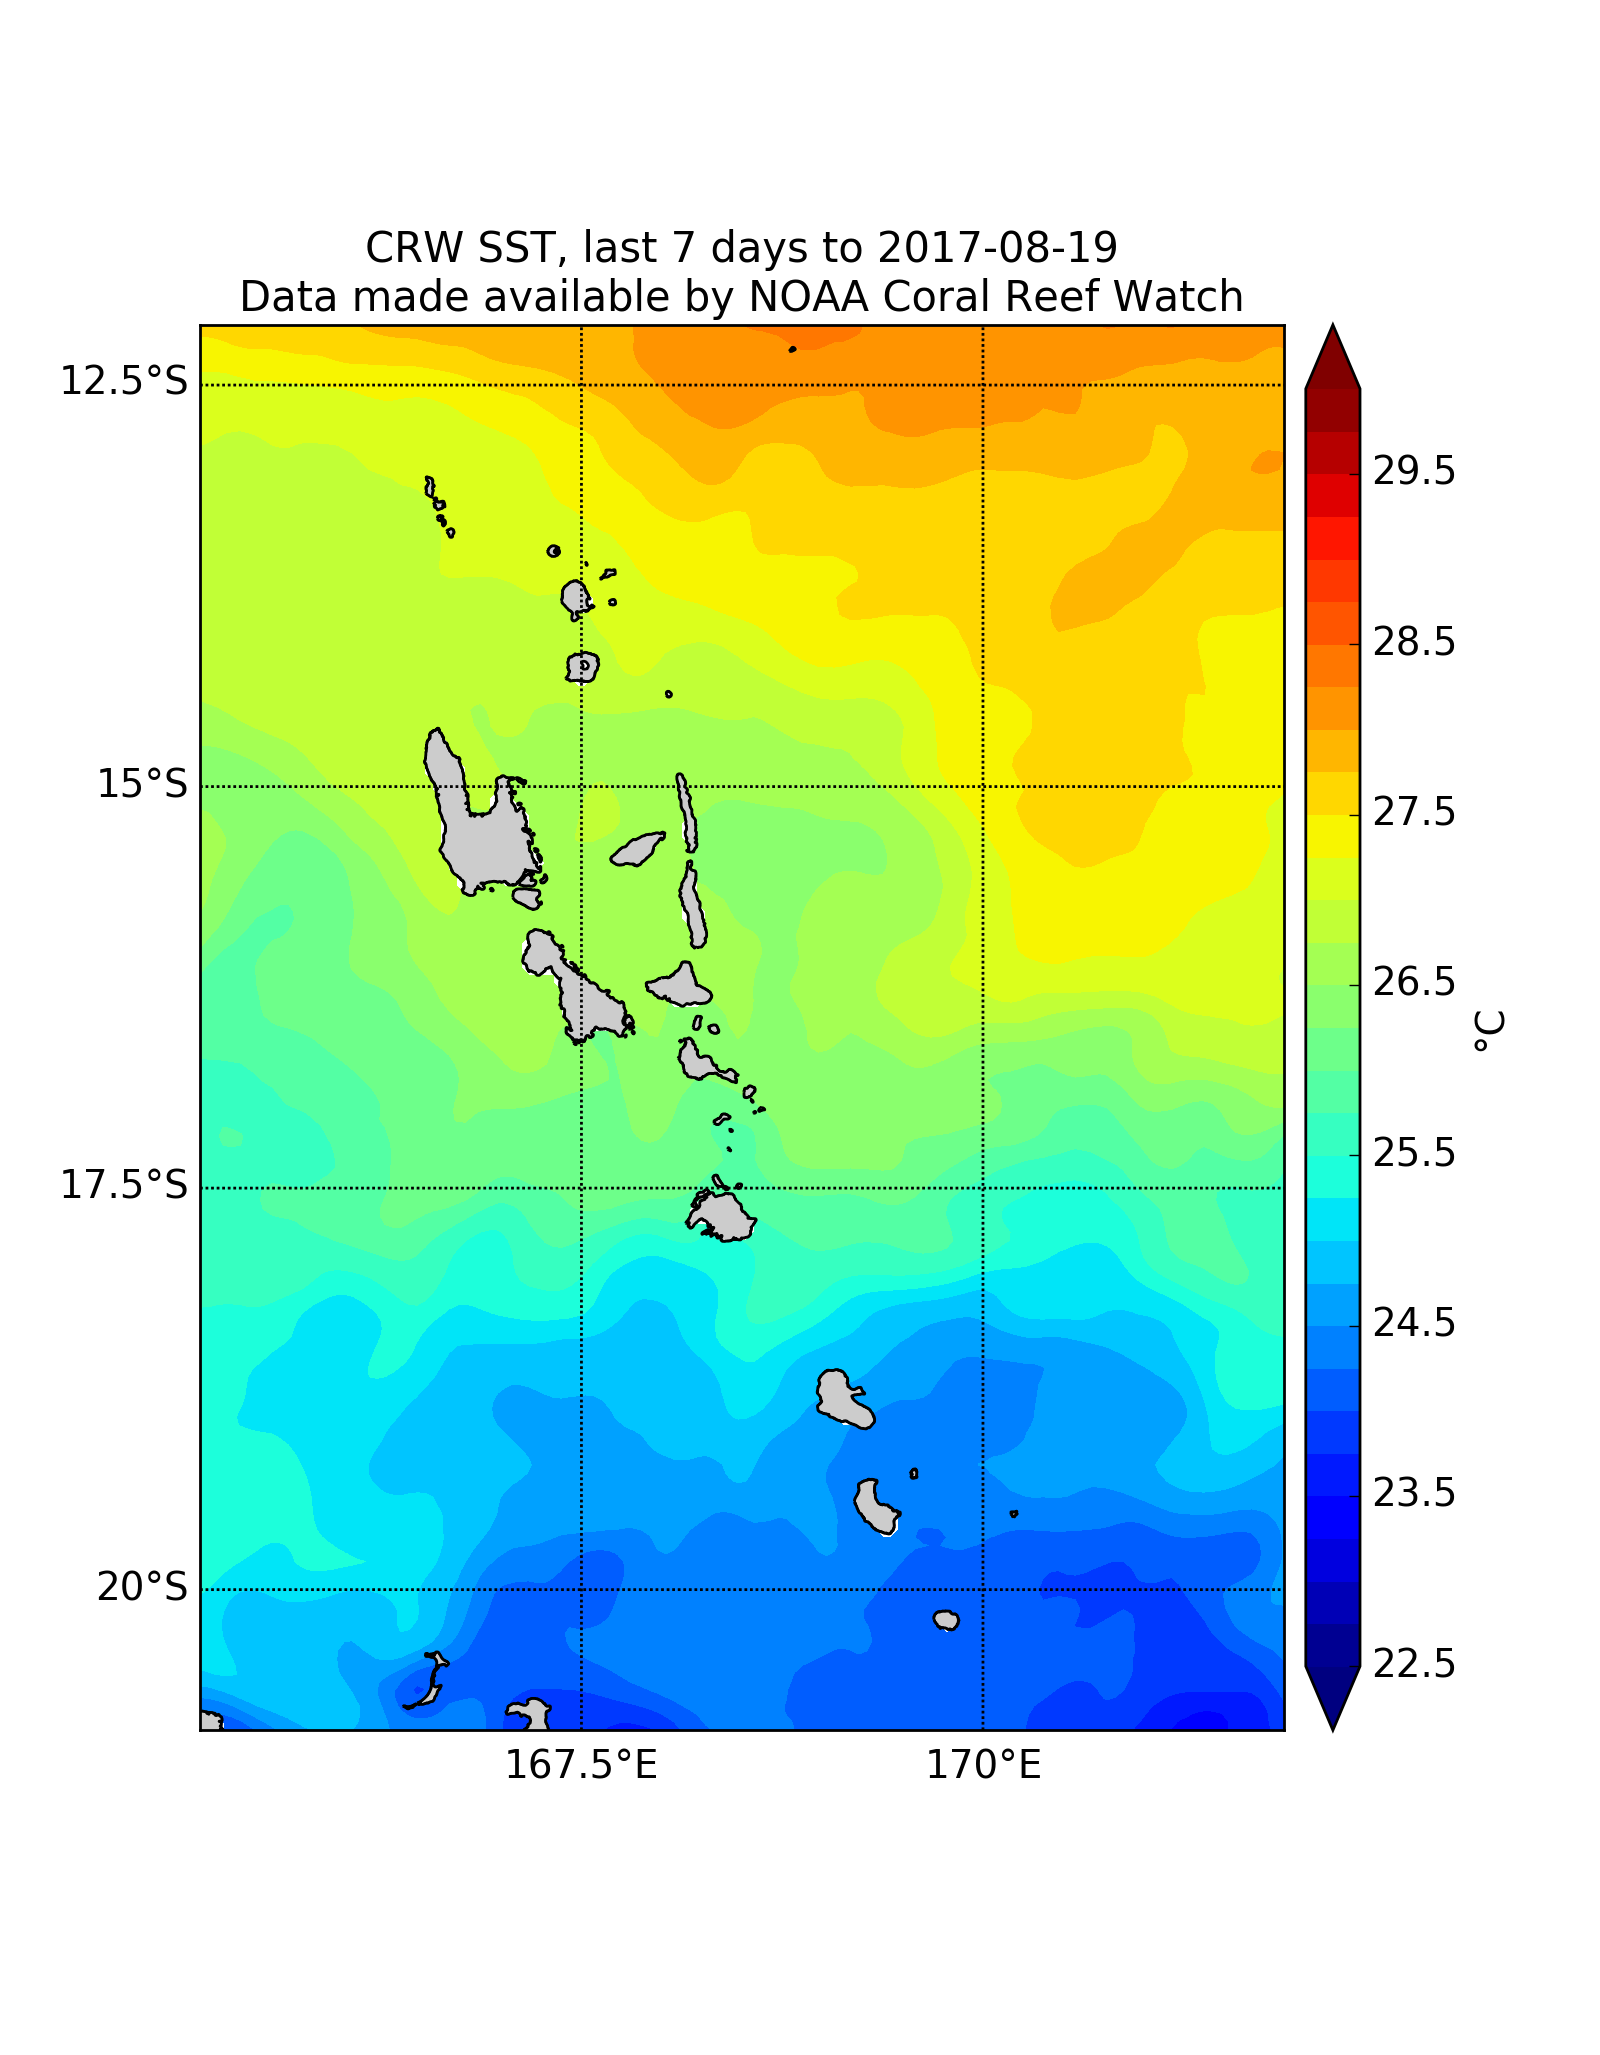 CRW SST, last 7 days to 2017-08-19
Data made available by NOAA Coral Reef Watch
12.5°S
15°S
17.5°S
20°S
167.5°E
170°E
29.5
28.5
27.5
26.5
25.5
24.5
23.5
22.5
°C